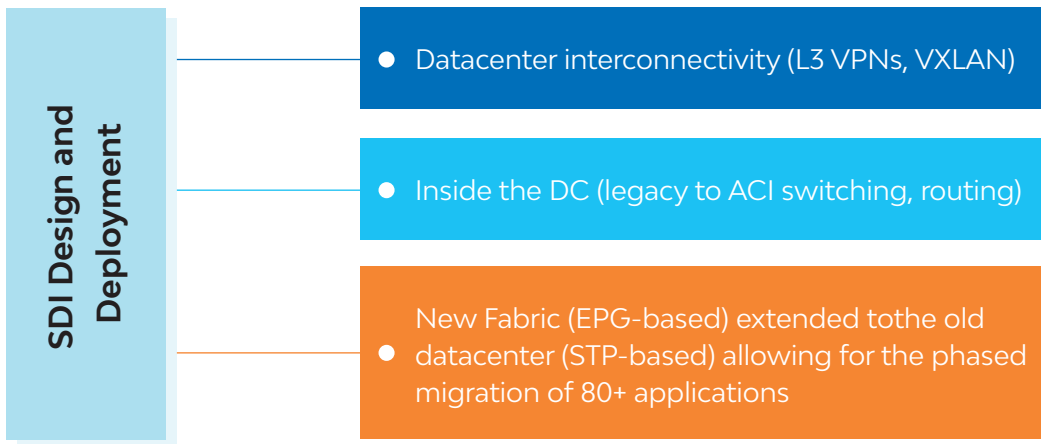 SDI Design and
Deployment
Datacenter interconnectivity (L3 VPNs, VXLAN)
Inside the DC (legacy to ACI switching, routing)
New Fabric (EPG-based) extended tothe old
datacenter (STP-based) allowing for the phased
migration of 80+ applications